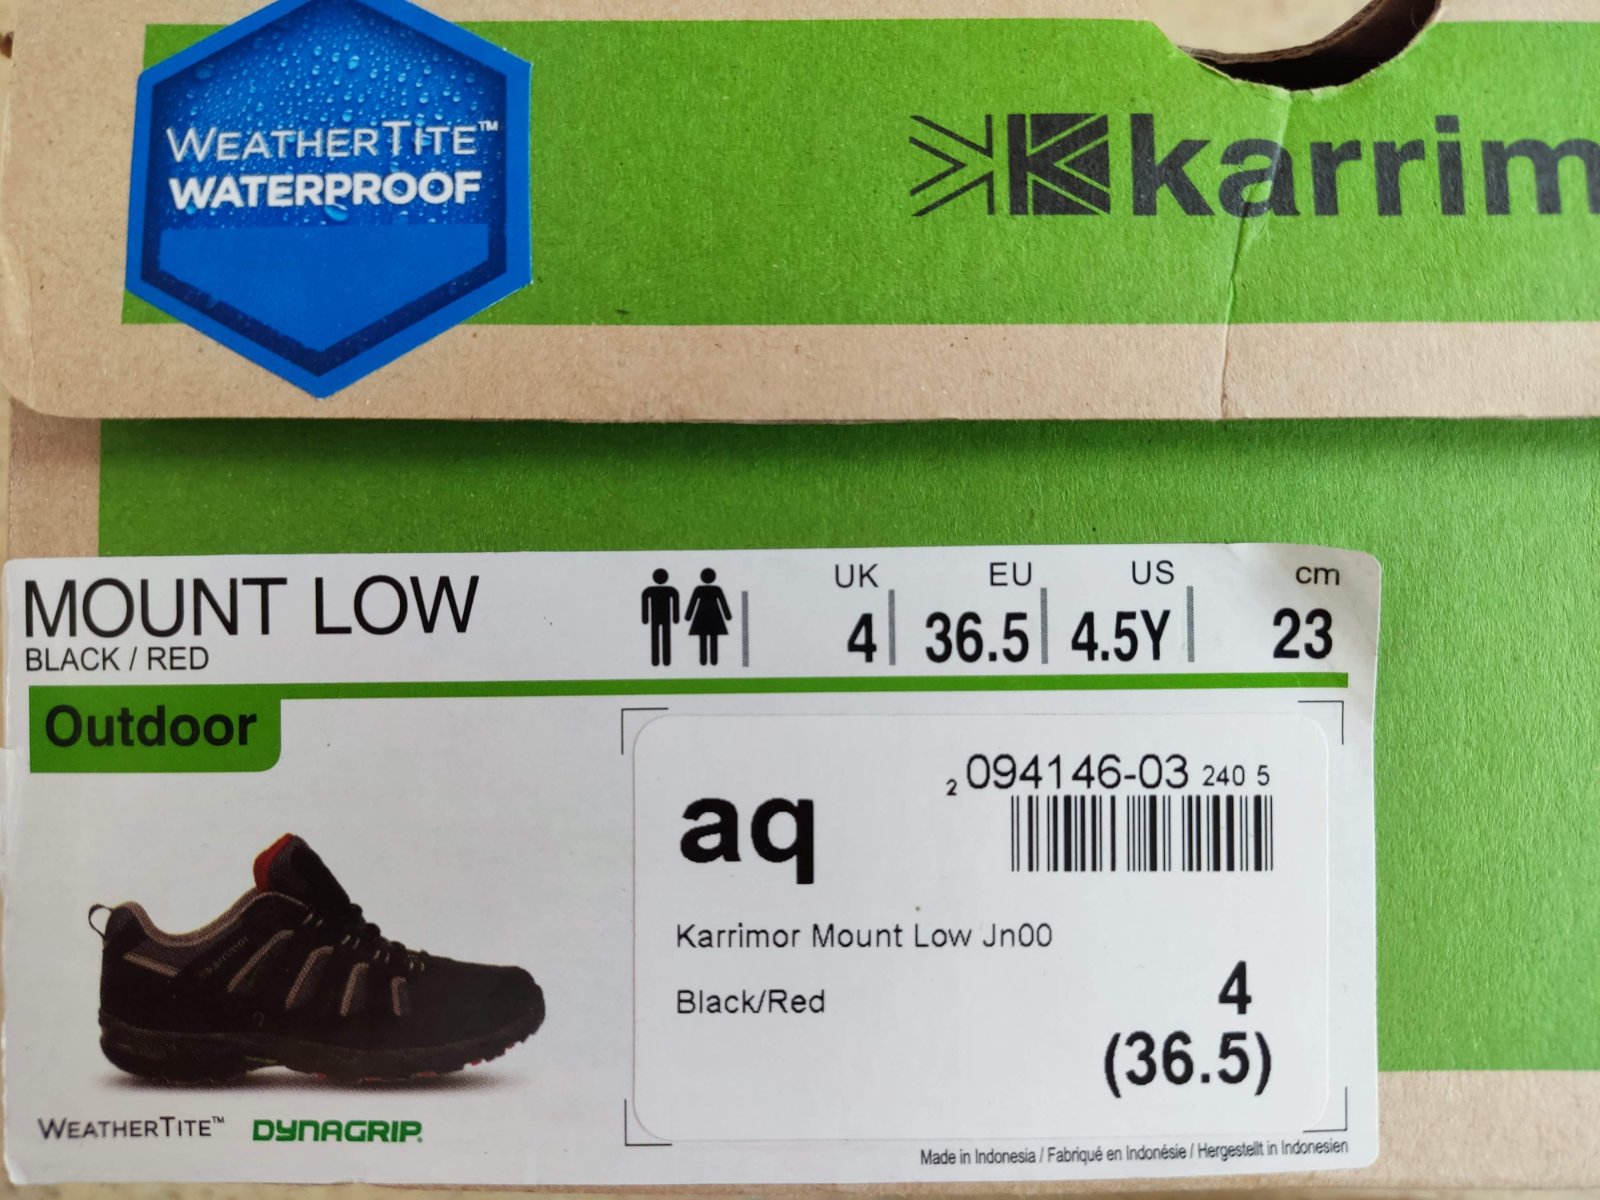 WEATHERTITE™
WATERPROOF
karrim
MOUNT LOW
BLACK / RED
UK EU US cm
4 36.5 4.5Y 23
Outdoor
2 094146-03 240 5
aq
Karrimor Mount Low Jn00
Black/Red
4
(36.5)
karrimor
WEATHERTITE™ DYNAGRIP®
Made in Indonesia / Fabriqué en Indonésie / Hergestellt in Indonesien